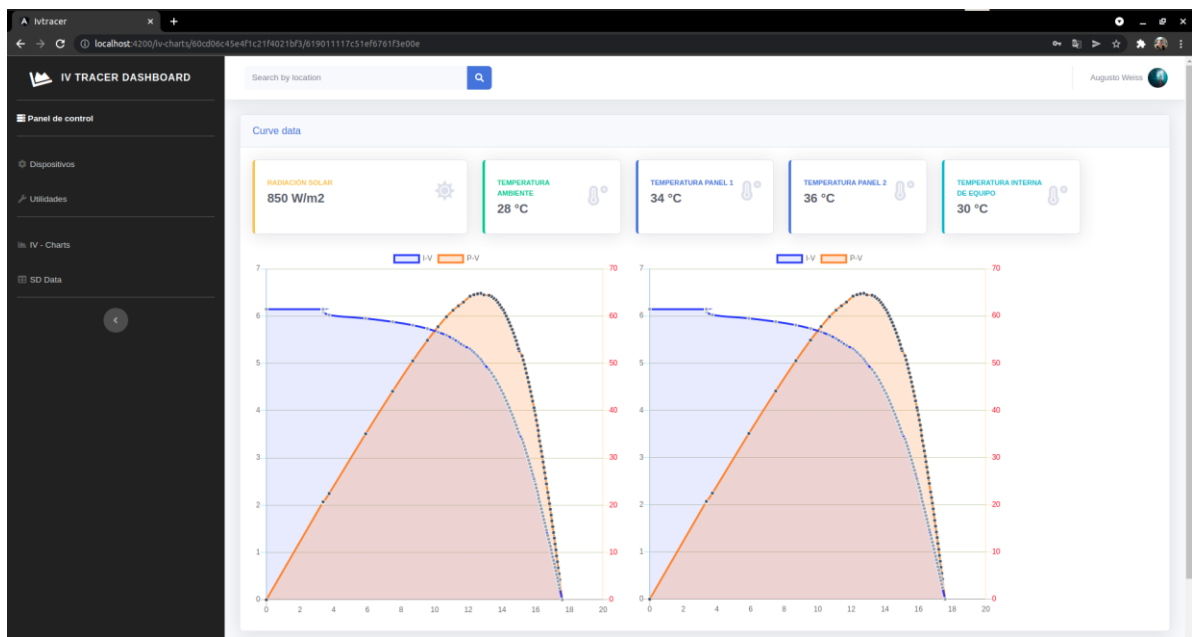 Ivtracer
localhost:4200/iv-charts/60cd06c45e4f1c21f4021bf3/619011117c51ef6761f3e00e
IV TRACER DASHBOARD
Panel de control
Dispositivos
Utilidades
IV - Charts
SD Data
Search by location
Augusto Weiss
Curve data
RADIACIÓN SOLAR
850 W/m2
TEMPERATURA
AMBIENTE
28 °C
TEMPERATURA PANEL 1
34 °C
TEMPERATURA PANEL 2
36 °C
TEMPERATURA INTERNA
DE EQUIPO
30 °C
I-V P-V
7 70
6 60
5 50
4 40
3 30
2 20
1 10
0 0
0 2 4 6 8 10 12 14 16 18 20
I-V P-V
7 70
6 60
5 50
4 40
3 30
2 20
1 10
0 0
0 2 4 6 8 10 12 14 16 18 20